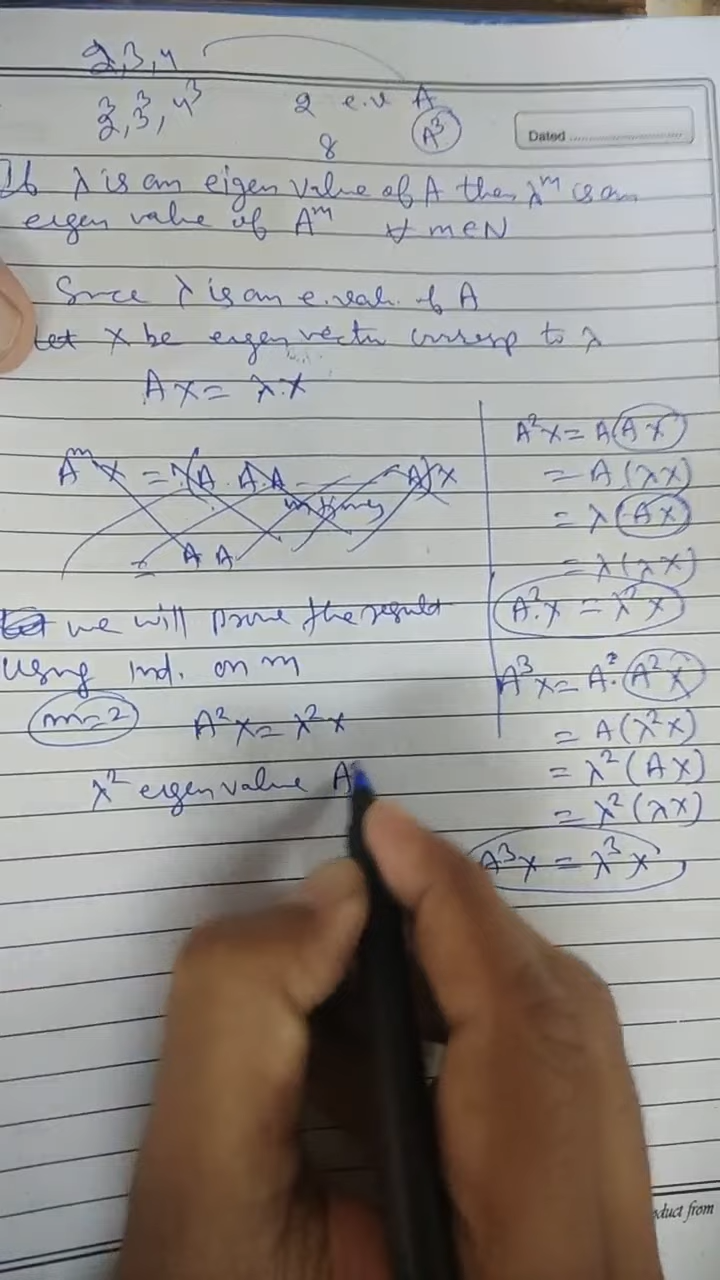 2,3,4
2³, 3³, 4³ 2 e.v A
8 A³
Dated
If λ is an eigen value of A then λᵐ is an
eigen value of Aᵐ ∀ m∈N
Since λ is an e. val. of A
Let X be eigen vector corresp to λ
AX = λ.X
AᵐX = (A.A.A — — A)X
m times
= A A
we will prove the result
using ind. on m
m=2 A²X = λ²X
λ² eigen value A
A²X = A(AX)
= A(λX)
= λ(AX)
= λ(λX)
A²X = λ²X
A³X = A.(A²X)
= A(λ²X)
= λ²(AX)
= λ²(λX)
A³X = λ³X
duct from